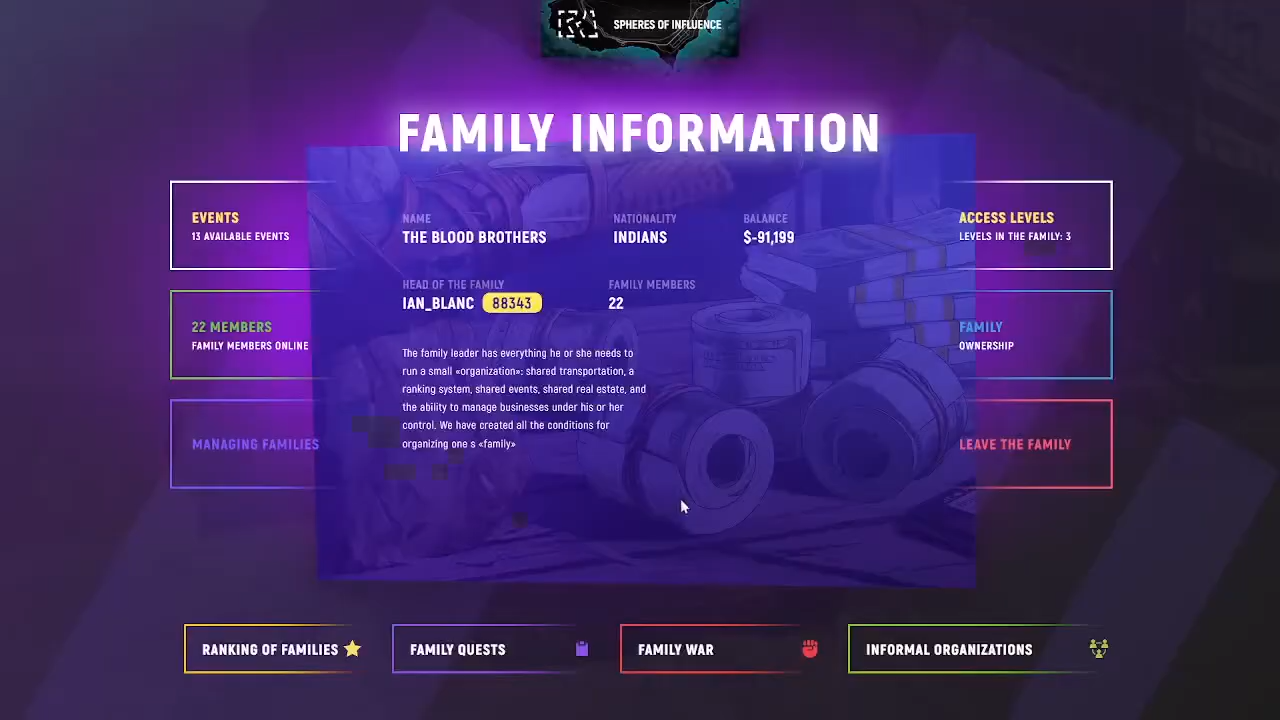 SPHERES OF INFLUENCE
FAMILY INFORMATION
EVENTS
13 AVAILABLE EVENTS
22 MEMBERS
FAMILY MEMBERS ONLINE
MANAGING FAMILIES
NAME
THE BLOOD BROTHERS
NATIONALITY
INDIANS
BALANCE
$-91,199
HEAD OF THE FAMILY
IAN_BLANC 88343
FAMILY MEMBERS
22
The family leader has everything he or she needs to
run a small «organization»: shared transportation, a
ranking system, shared events, shared real estate, and
the ability to manage businesses under his or her
control. We have created all the conditions for
organizing one s «family»
ACCESS LEVELS
LEVELS IN THE FAMILY: 3
FAMILY
OWNERSHIP
LEAVE THE FAMILY
RANKING OF FAMILIES
FAMILY QUESTS
FAMILY WAR
INFORMAL ORGANIZATIONS